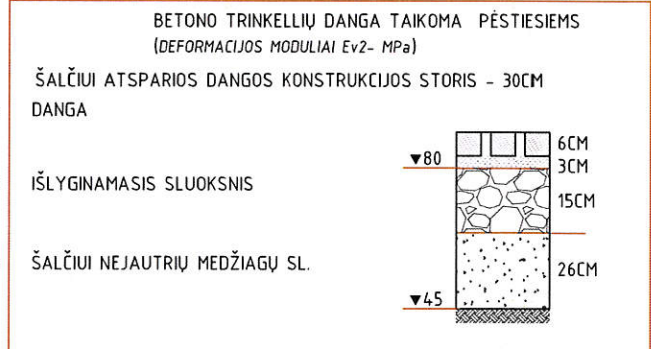 BETONO TRINKELLIŲ DANGA TAIKOMA PĖSTIESIEMS
(DEFORMACIJOS MODULIAI Ev2- MPa)
ŠALČIUI ATSPARIOS DANGOS KONSTRUKCIJOS STORIS - 30CM
DANGA
6CM
▼80
3CM
IŠLYGINAMASIS SLUOKSNIS
15CM
ŠALČIUI NEJAUTRIŲ MEDŽIAGŲ SL.
26CM
▼45